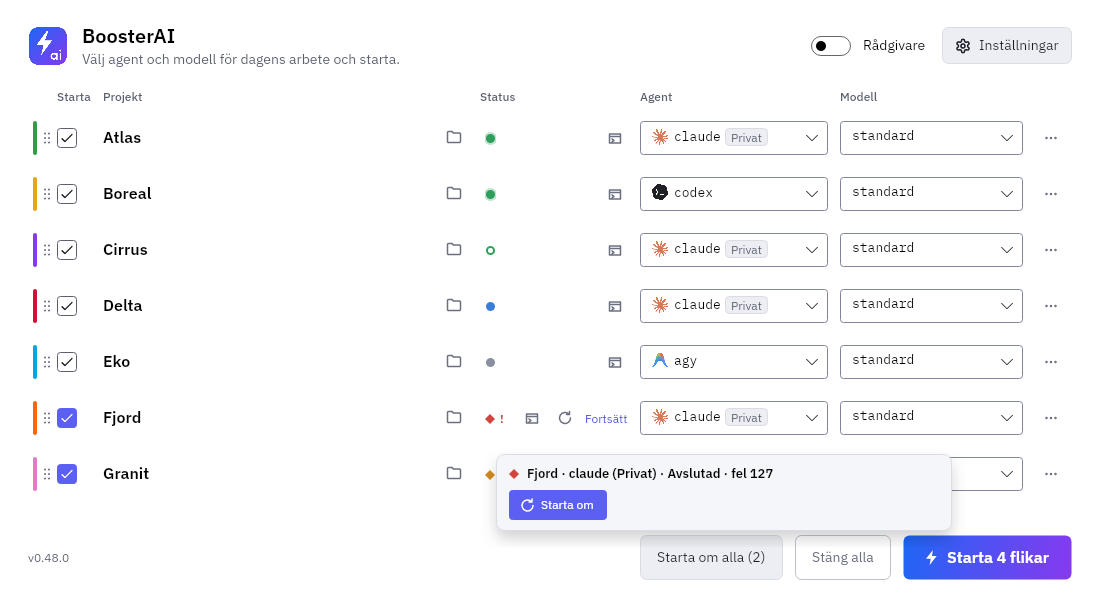 ai
BoosterAI
Välj agent och modell för dagens arbete och starta.
Rådgivare
Inställningar
Starta Projekt Status Agent Modell
Atlas claude Privat standard
Boreal codex standard
Cirrus claude Privat standard
Delta claude Privat standard
Eko agy standard
Fjord ! Fortsätt claude Privat standard
Granit
Fjord · claude (Privat) · Avslutad · fel 127
Starta om
v0.48.0
Starta om alla (2)
Stäng alla
Starta 4 flikar